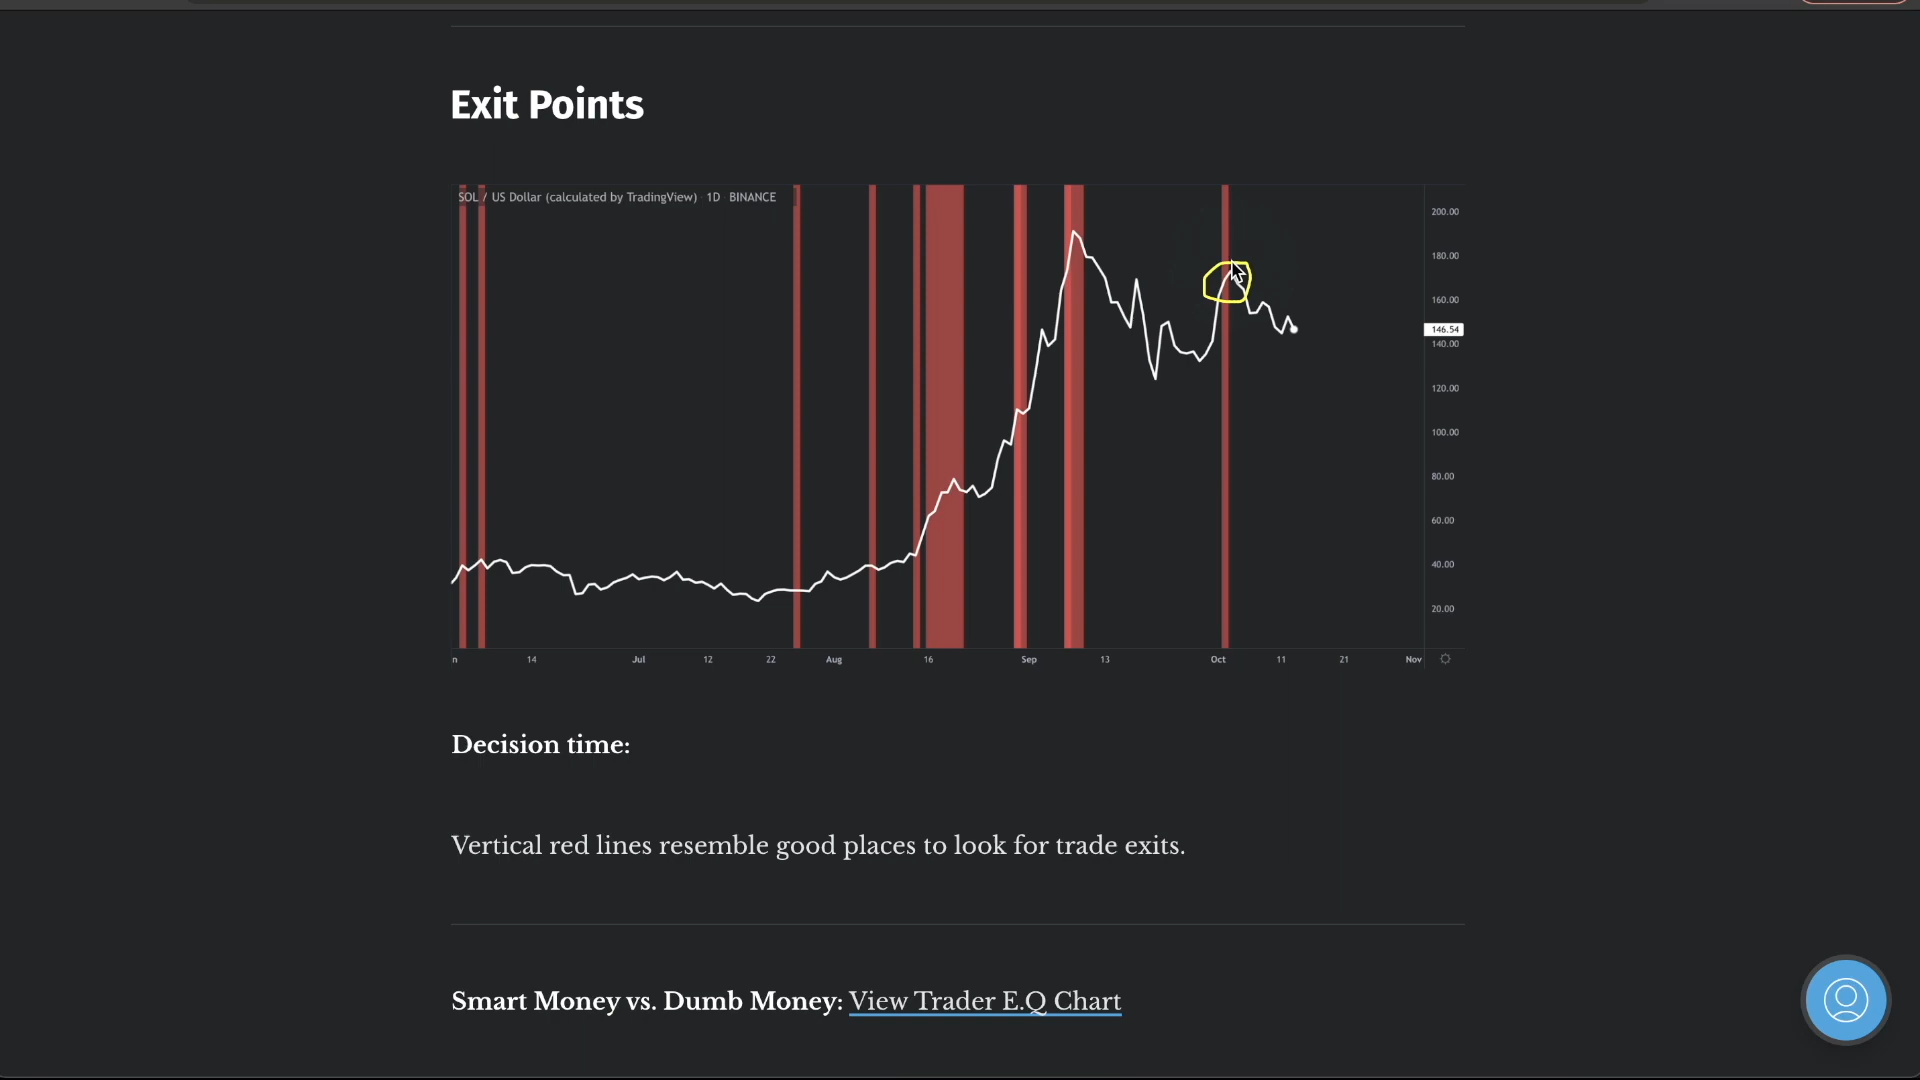 Exit Points
SOL / US Dollar (calculated by TradingView) 1D BINANCE
200.00
180.00
160.00
146.54
140.00
120.00
100.00
80.00
60.00
40.00
20.00
n 14 Jul 12 22 Aug 16 Sep 13 Oct 11 21 Nov
Decision time:
Vertical red lines resemble good places to look for trade exits.
Smart Money vs. Dumb Money: View Trader E.Q Chart